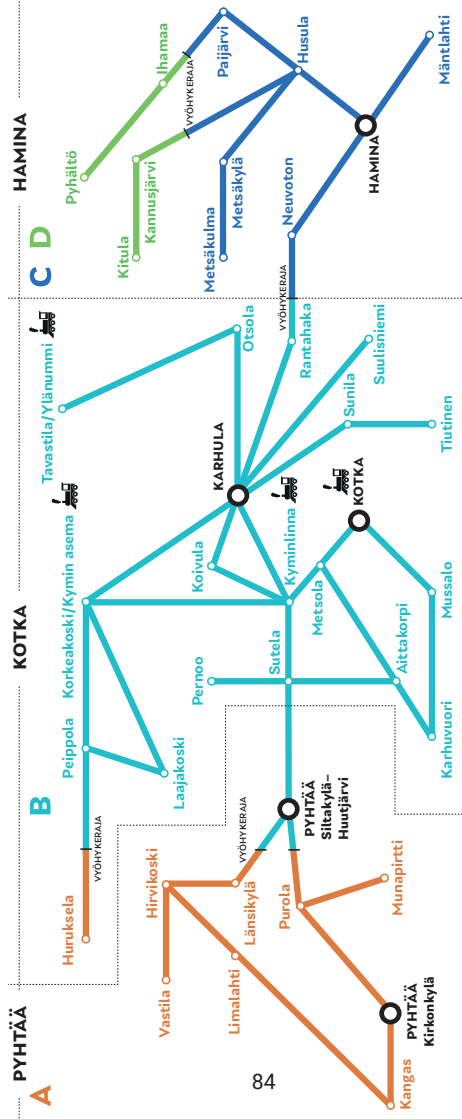 PYHTÄÄ
KOTKA
HAMINA
A
B
C D
Huruksela
VYÖHYKERAJA
Peippola
Korkeakoski/Kymin asema
Tavastila/Ylänummi
Pyhältö
Ihamaa
Paijärvi
VYÖHYKERAJA
Laajakoski
Otsola
Kitula
Kannusjärvi
Husula
Hirvikoski
Vastila
Limalahti
Länsikylä
VYÖHYKERAJA
Pernoo
Koivula
KARHULA
Metsäkulma
Metsäkylä
Sutela
Kyminlinna
Rantahaka
VYÖHYKERAJA
Neuvoton
PYHTÄÄ
Siltakylä–
Huutjärvi
Purola
Munapirtti
Metsola
KOTKA
Sunila
Suulisniemi
HAMINA
Mäntlahti
Kangas
PYHTÄÄ
Kirkonkylä
Karhuvuori
Aittakorpi
Mussalo
Tiutinen
84